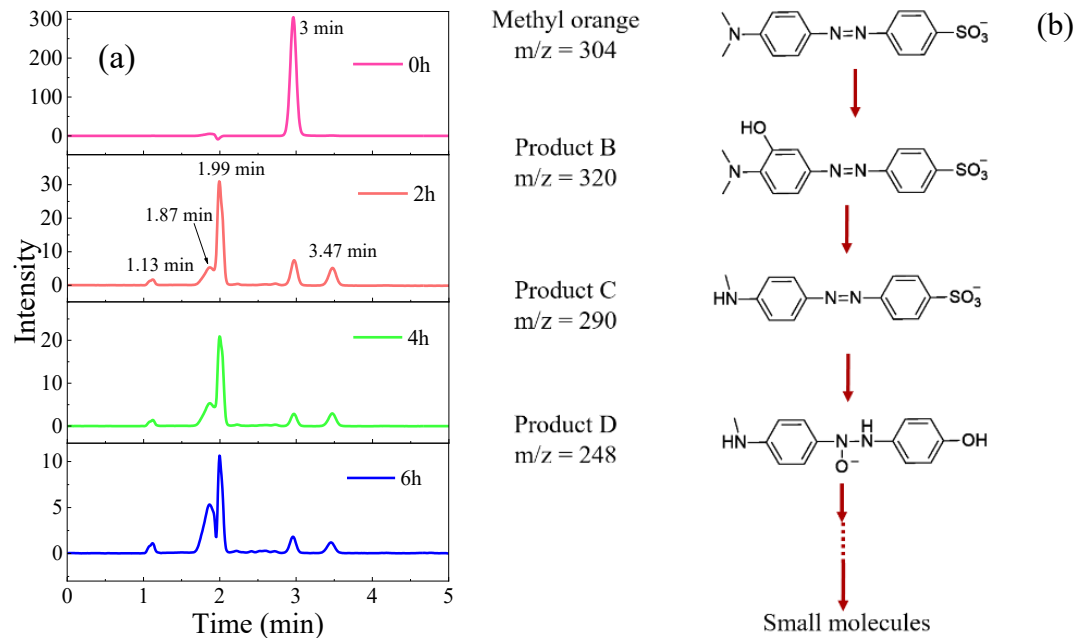 (a)
3 min
0h
300
200
100
0
1.99 min
2h
1.87 min
1.13 min
3.47 min
30
20
10
0
4h
20
10
0
6h
10
5
0
Intensity
0 1 2 3 4 5
Time (min)
(b)
Methyl orange
m/z = 304
N
N=N
SO₃⁻
Product B
m/z = 320
HO
N
N=N
SO₃⁻
Product C
m/z = 290
HN
N=N
SO₃⁻
Product D
m/z = 248
HN
N
H
N
O⁻
OH
Small molecules